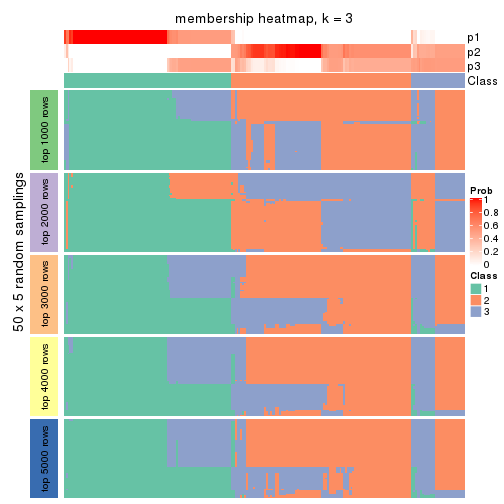 membership heatmap, k = 3
p1
p2
p3
Class
50 x 5 random samplings
top 1000 rows
top 2000 rows
top 3000 rows
top 4000 rows
top 5000 rows
Prob
1
0.8
0.6
0.4
0.2
0
Class
1
2
3